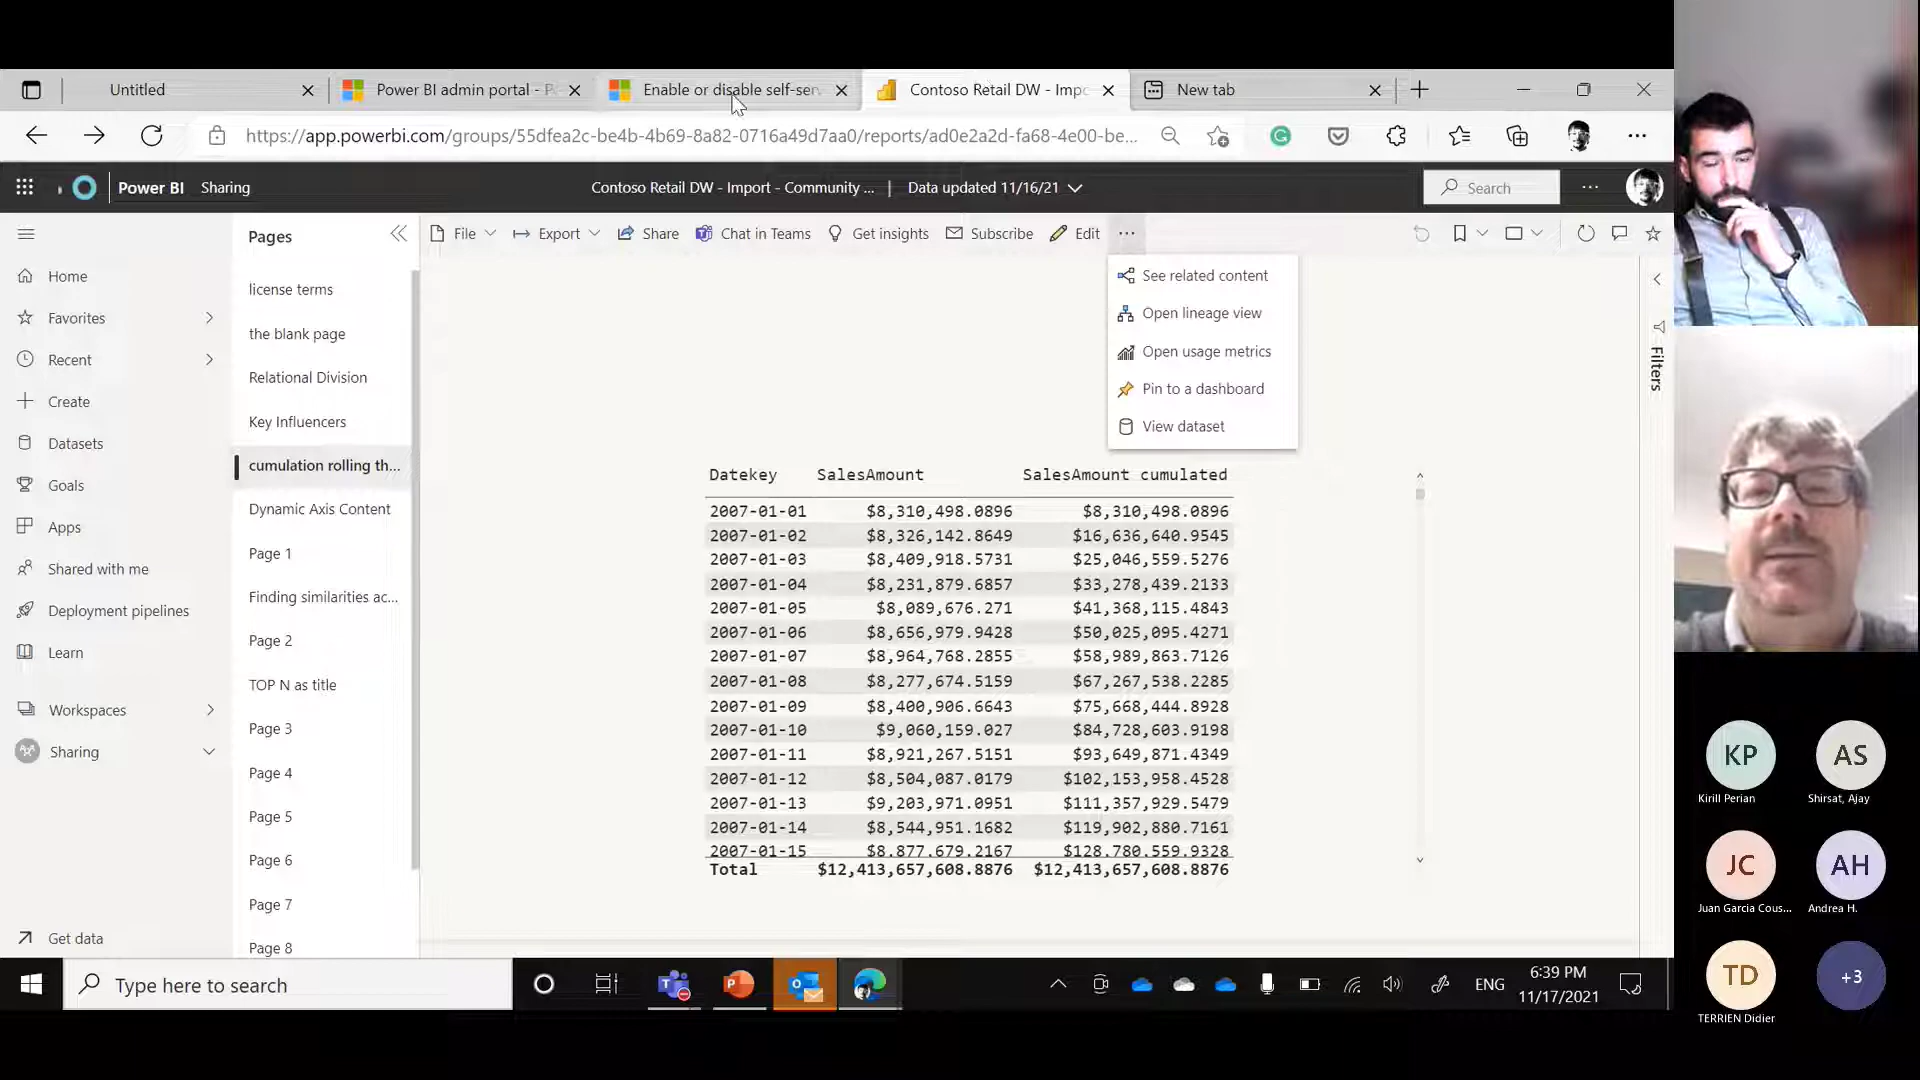 Untitled
Power BI admin portal - P
Enable or disable self-serv
Contoso Retail DW - Impo
New tab
https://app.powerbi.com/groups/55dfea2c-be4b-4b69-8a82-0716a49d7aa0/reports/ad0e2a2d-fa68-4e00-be...
Power BI Sharing
Contoso Retail DW - Import - Community ... | Data updated 11/16/21
Search
Pages
File
Export
Share
Chat in Teams
Get insights
Subscribe
Edit
Home
Favorites
Recent
Create
Datasets
Goals
Apps
Shared with me
Deployment pipelines
Learn
Workspaces
Sharing
Get data
license terms
the blank page
Relational Division
Key Influencers
cumulation rolling th...
Dynamic Axis Content
Page 1
Finding similarities ac...
Page 2
TOP N as title
Page 3
Page 4
Page 5
Page 6
Page 7
Page 8
See related content
Open lineage view
Open usage metrics
Pin to a dashboard
View dataset
Filters
Datekey SalesAmount SalesAmount cumulated
2007-01-01 $8,310,498.0896 $8,310,498.0896
2007-01-02 $8,326,142.8649 $16,636,640.9545
2007-01-03 $8,409,918.5731 $25,046,559.5276
2007-01-04 $8,231,879.6857 $33,278,439.2133
2007-01-05 $8,089,676.271 $41,368,115.4843
2007-01-06 $8,656,979.9428 $50,025,095.4271
2007-01-07 $8,964,768.2855 $58,989,863.7126
2007-01-08 $8,277,674.5159 $67,267,538.2285
2007-01-09 $8,400,906.6643 $75,668,444.8928
2007-01-10 $9,060,159.027 $84,728,603.9198
2007-01-11 $8,921,267.5151 $93,649,871.4349
2007-01-12 $8,504,087.0179 $102,153,958.4528
2007-01-13 $9,203,971.0951 $111,357,929.5479
2007-01-14 $8,544,951.1682 $119,902,880.7161
2007-01-15 $8,877,679.2167 $128,780,559.9328
Total $12,413,657,608.8876 $12,413,657,608.8876
Type here to search
ENG
6:39 PM
11/17/2021
KP
Kirill Perian
AS
Shirsat, Ajay
JC
Juan Garcia Cous...
AH
Andrea H.
TD
TERRIEN Didier
+3